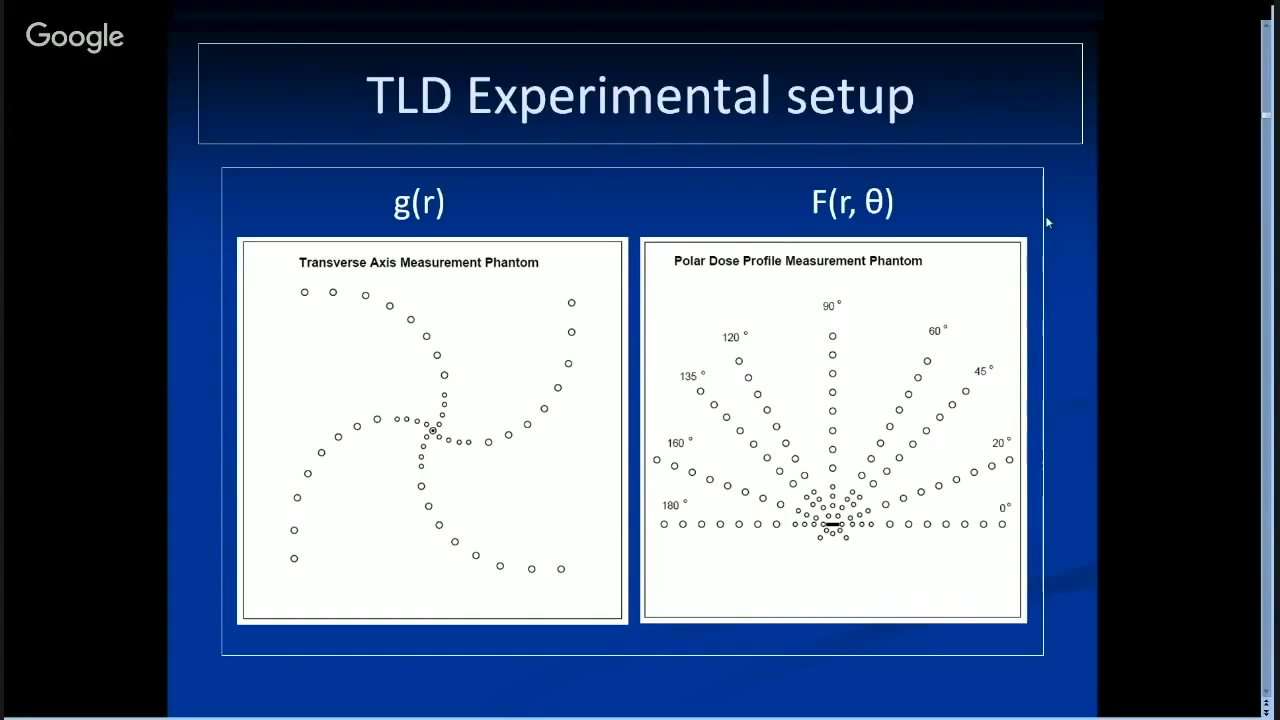 Google
TLD Experimental setup
g(r)
F(r, θ)
Transverse Axis Measurement Phantom
Polar Dose Profile Measurement Phantom
90°
120°
60°
135°
45°
160°
20°
180°
0°